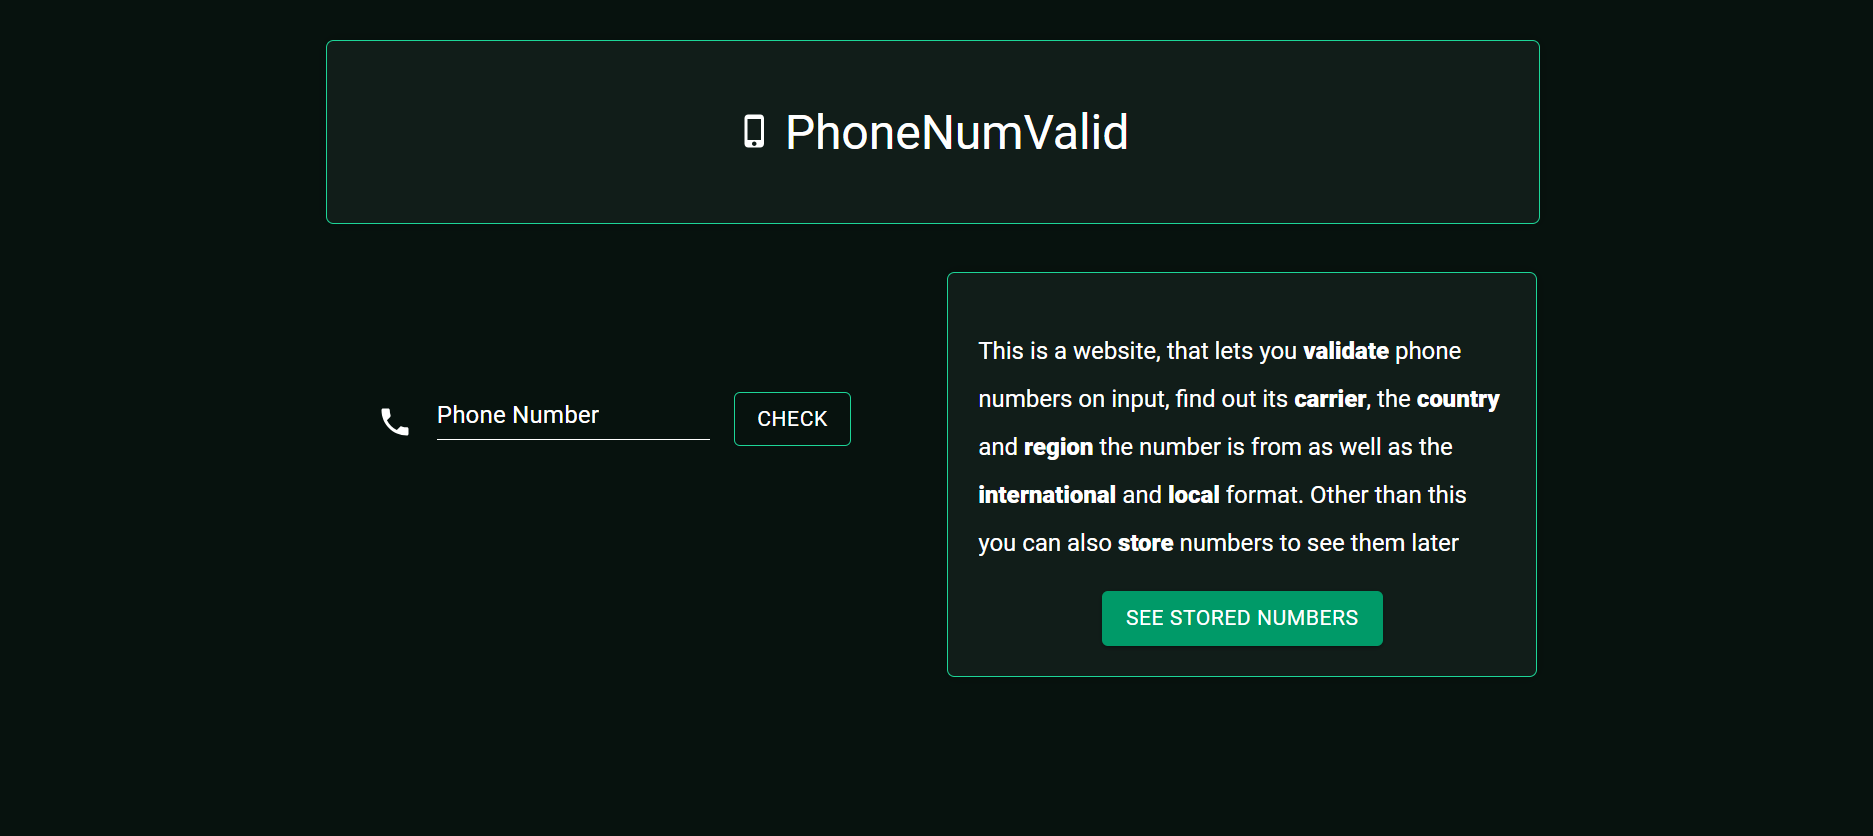 PhoneNumValid
Phone Number
CHECK
This is a website, that lets you validate phone
numbers on input, find out its carrier, the country
and region the number is from as well as the
international and local format. Other than this
you can also store numbers to see them later
SEE STORED NUMBERS